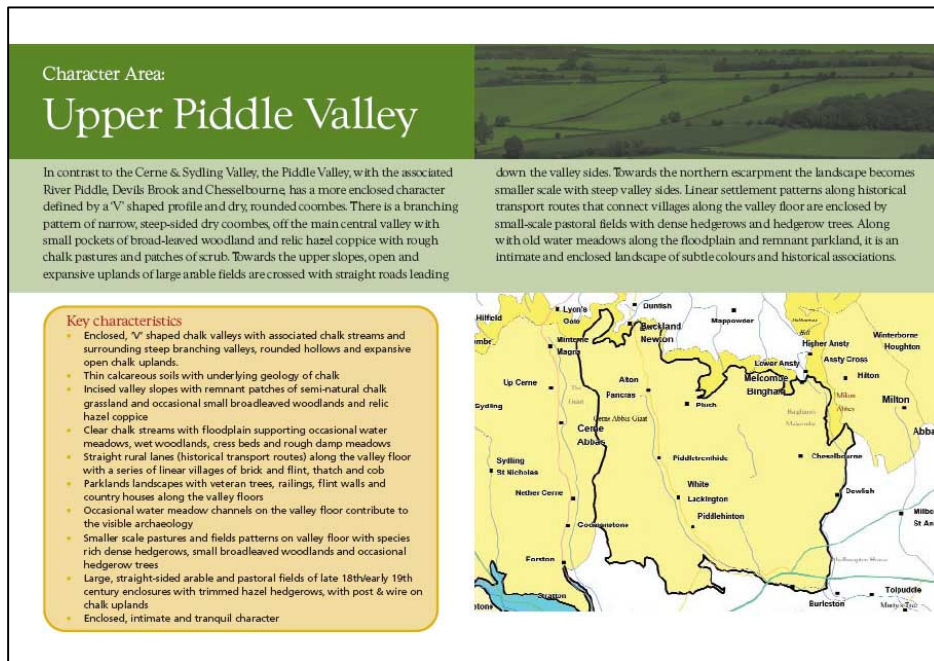 Character Area:
Upper Piddle Valley
In contrast to the Cerne & Sydling Valley, the Piddle Valley, with the associated
River Piddle, Devils Brook and Chesselbourne, has a more enclosed character
defined by a ‘V’ shaped profile and dry, rounded coombes. There is a branching
pattern of narrow, steep-sided dry coombes, off the main central valley with
small pockets of broad-leaved woodland and relic hazel coppice with rough
chalk pastures and patches of scrub. Towards the upper slopes, open and
expansive uplands of large arable fields are crossed with straight roads leading
down the valley sides. Towards the northern escarpment the landscape becomes
smaller scale with steep valley sides. Linear settlement patterns along historical
transport routes that connect villages along the valley floor are enclosed by
small-scale pastoral fields with dense hedgerows and hedgerow trees. Along
with old water meadows along the floodplain and remnant parkland, it is an
intimate and enclosed landscape of subtle colours and historical associations.
Key characteristics
• Enclosed, ‘V’ shaped chalk valleys with associated chalk streams and
surrounding steep branching valleys, rounded hollows and expansive
open chalk uplands.
• Thin calcareous soils with underlying geology of chalk
• Incised valley slopes with remnant patches of semi-natural chalk
grassland and occasional small broadleaved woodlands and relic
hazel coppice
• Clear chalk streams with floodplain supporting occasional water
meadows, wet woodlands, cress beds and rough damp meadows
• Straight rural lanes (historical transport routes) along the valley floor
with a series of linear villages of brick and flint, thatch and cob
• Parklands landscapes with veteran trees, railings, flint walls and
country houses along the valley floors
• Occasional water meadow channels on the valley floor contribute to
the visible archaeology
• Smaller scale pastures and fields patterns on valley floor with species
rich dense hedgerows, small broadleaved woodlands and occasional
hedgerow trees
• Large, straight-sided arable and pastoral fields of late 18th/early 19th
century enclosures with trimmed hazel hedgerows, with post & wire on
chalk uplands
• Enclosed, intimate and tranquil character
Hilfield
Lyon's
Gate
Duntish
Buckland
Newton
Mappowder
Minterne
Magna
Higher Ansty
Winterborne
Houghton
Lower Ansty
Ansty Cross
Melcombe
Bingham
Hilton
Up Cerne
Alton
Pancras
Plush
Milton
Abbas
Milton
Sydling
Cerne Abbas Giant
Cerne
Abbas
Bingham's
Melcombe
Abba
Sydling
St Nicholas
Piddletrenthide
Cheselbourne
Nether Cerne
White
Lackington
Dewlish
Piddlehinton
Godmanstone
Milbo
St An
Forston
Stratton
Tolpuddle
Burleston